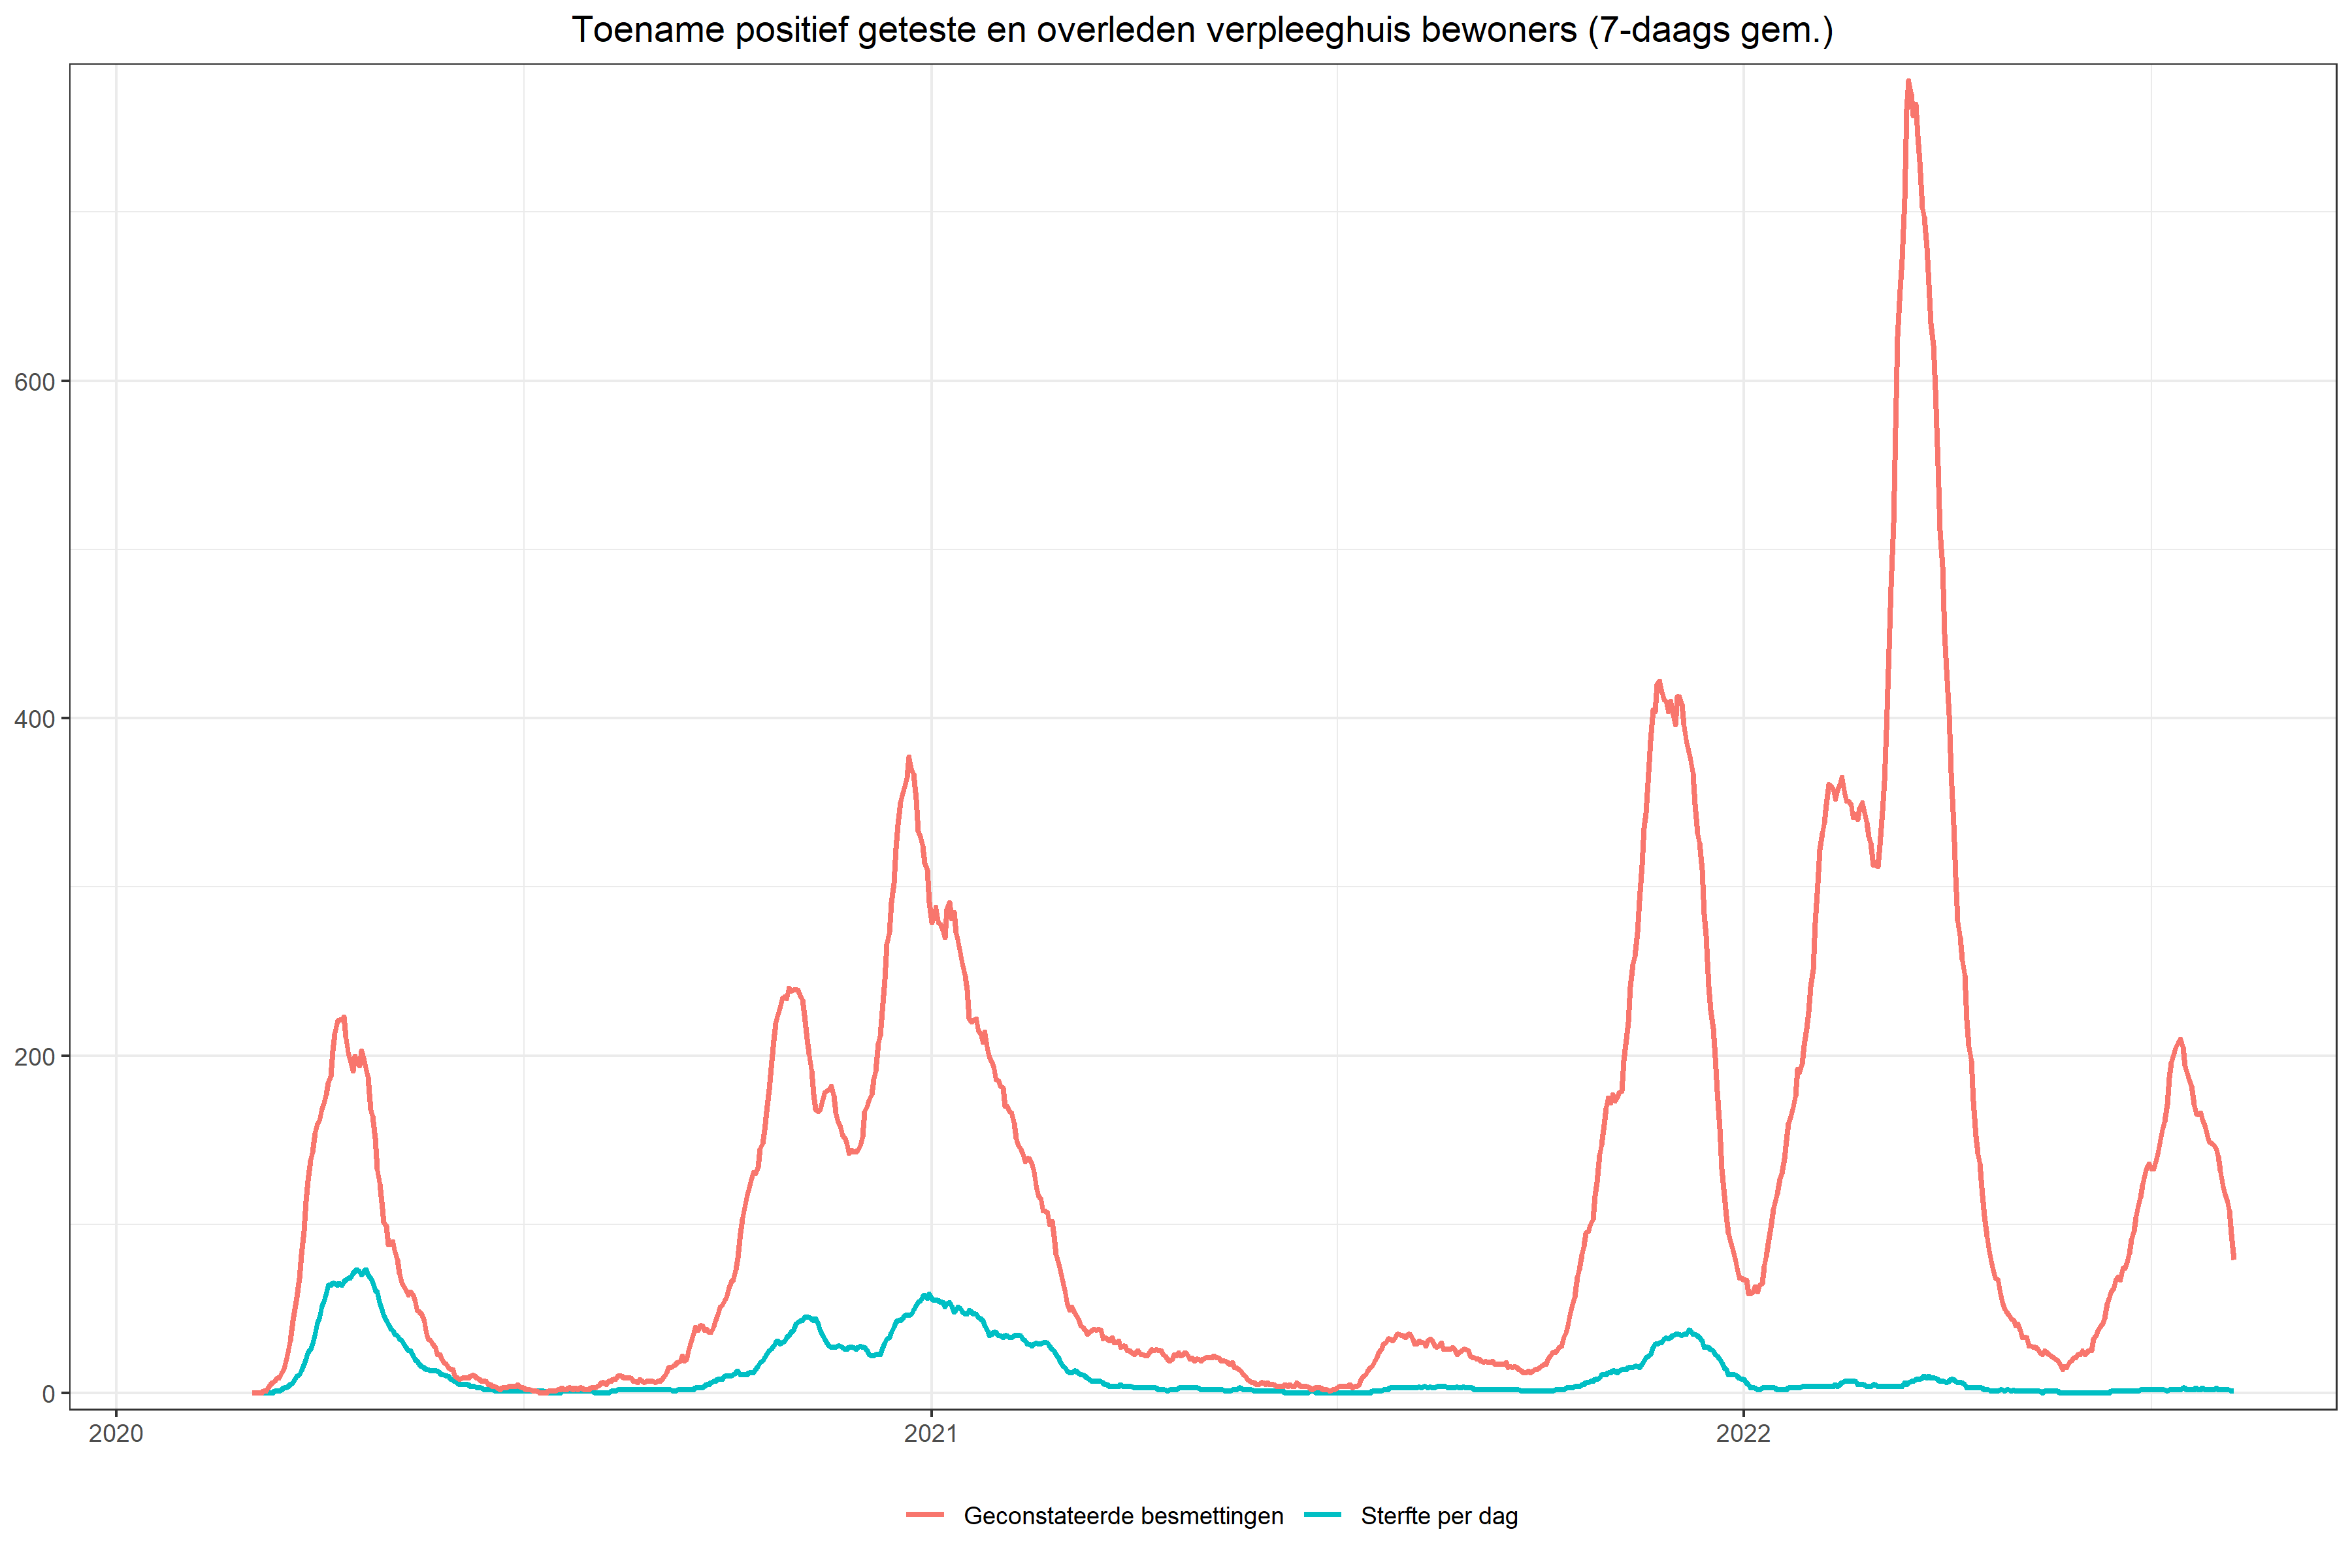 Toename positief geteste en overleden verpleeghuis bewoners (7-daags gem.)
600
400
200
0
2020 2021 2022
Geconstateerde besmettingen Sterfte per dag